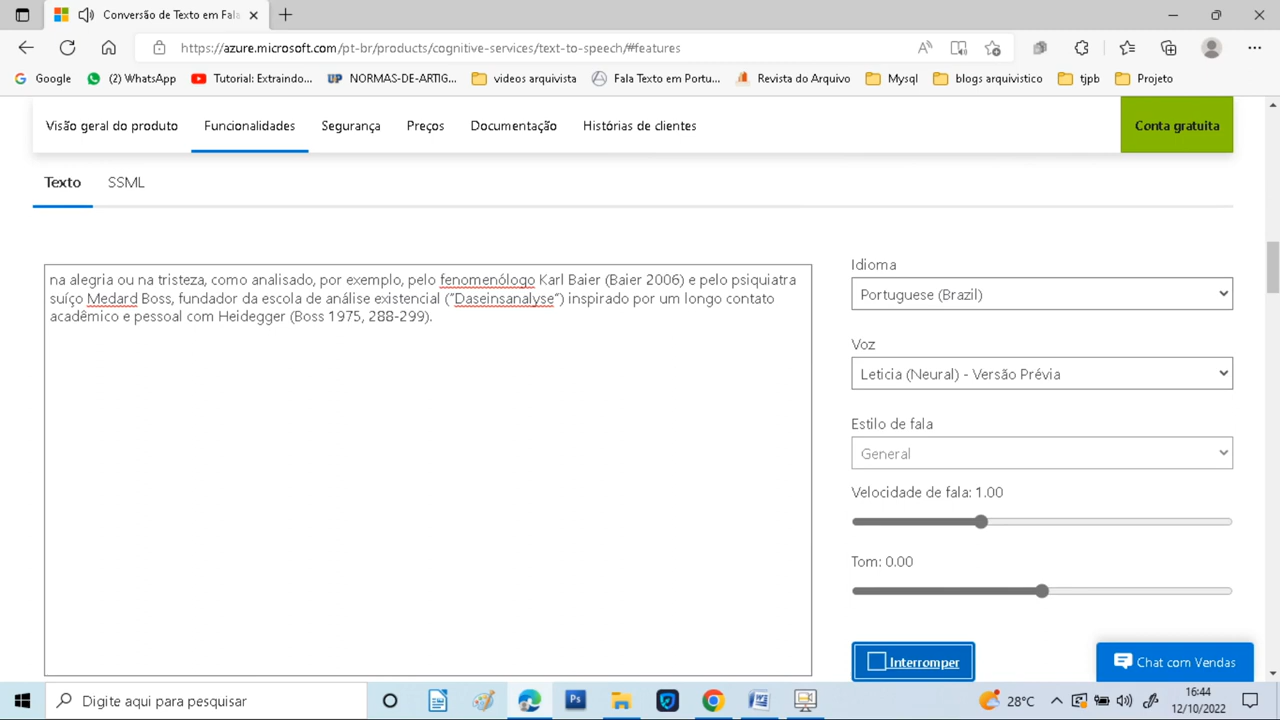 Conversão de Texto em Fala
https://azure.microsoft.com/pt-br/products/cognitive-services/text-to-speech/#features
Google (2) WhatsApp Tutorial: Extraindo... NORMAS-DE-ARTIG... videos arquivista Fala Texto em Portu... Revista do Arquivo Mysql blogs arquivistico tjpb Projeto
Visão geral do produto Funcionalidades Segurança Preços Documentação Histórias de clientes Conta gratuita
Texto SSML
na alegria ou na tristeza, como analisado, por exemplo, pelo fenomenólogo Karl Baier (Baier 2006) e pelo psiquiatra
suíço Medard Boss, fundador da escola de análise existencial ("Daseinsanalyse") inspirado por um longo contato
acadêmico e pessoal com Heidegger (Boss 1975, 288-299).
Idioma
Portuguese (Brazil)
Voz
Leticia (Neural) - Versão Prévia
Estilo de fala
General
Velocidade de fala: 1.00
Tom: 0.00
Interromper
Chat com Vendas
Digite aqui para pesquisar
28°C
16:44
12/10/2022